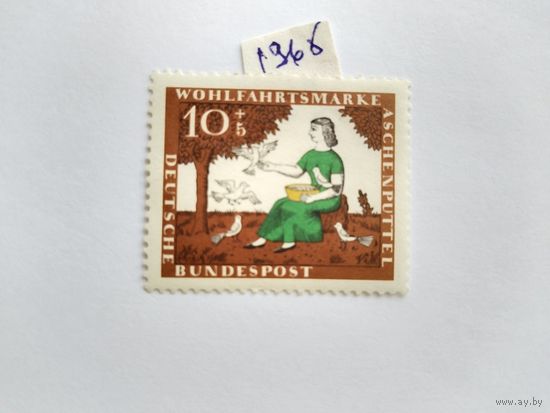 1968
WOHLFAHRTSMARKE
10+5
ASCHENPUTTEL
DEUTSCHE
BUNDESPOST
www.ay.by